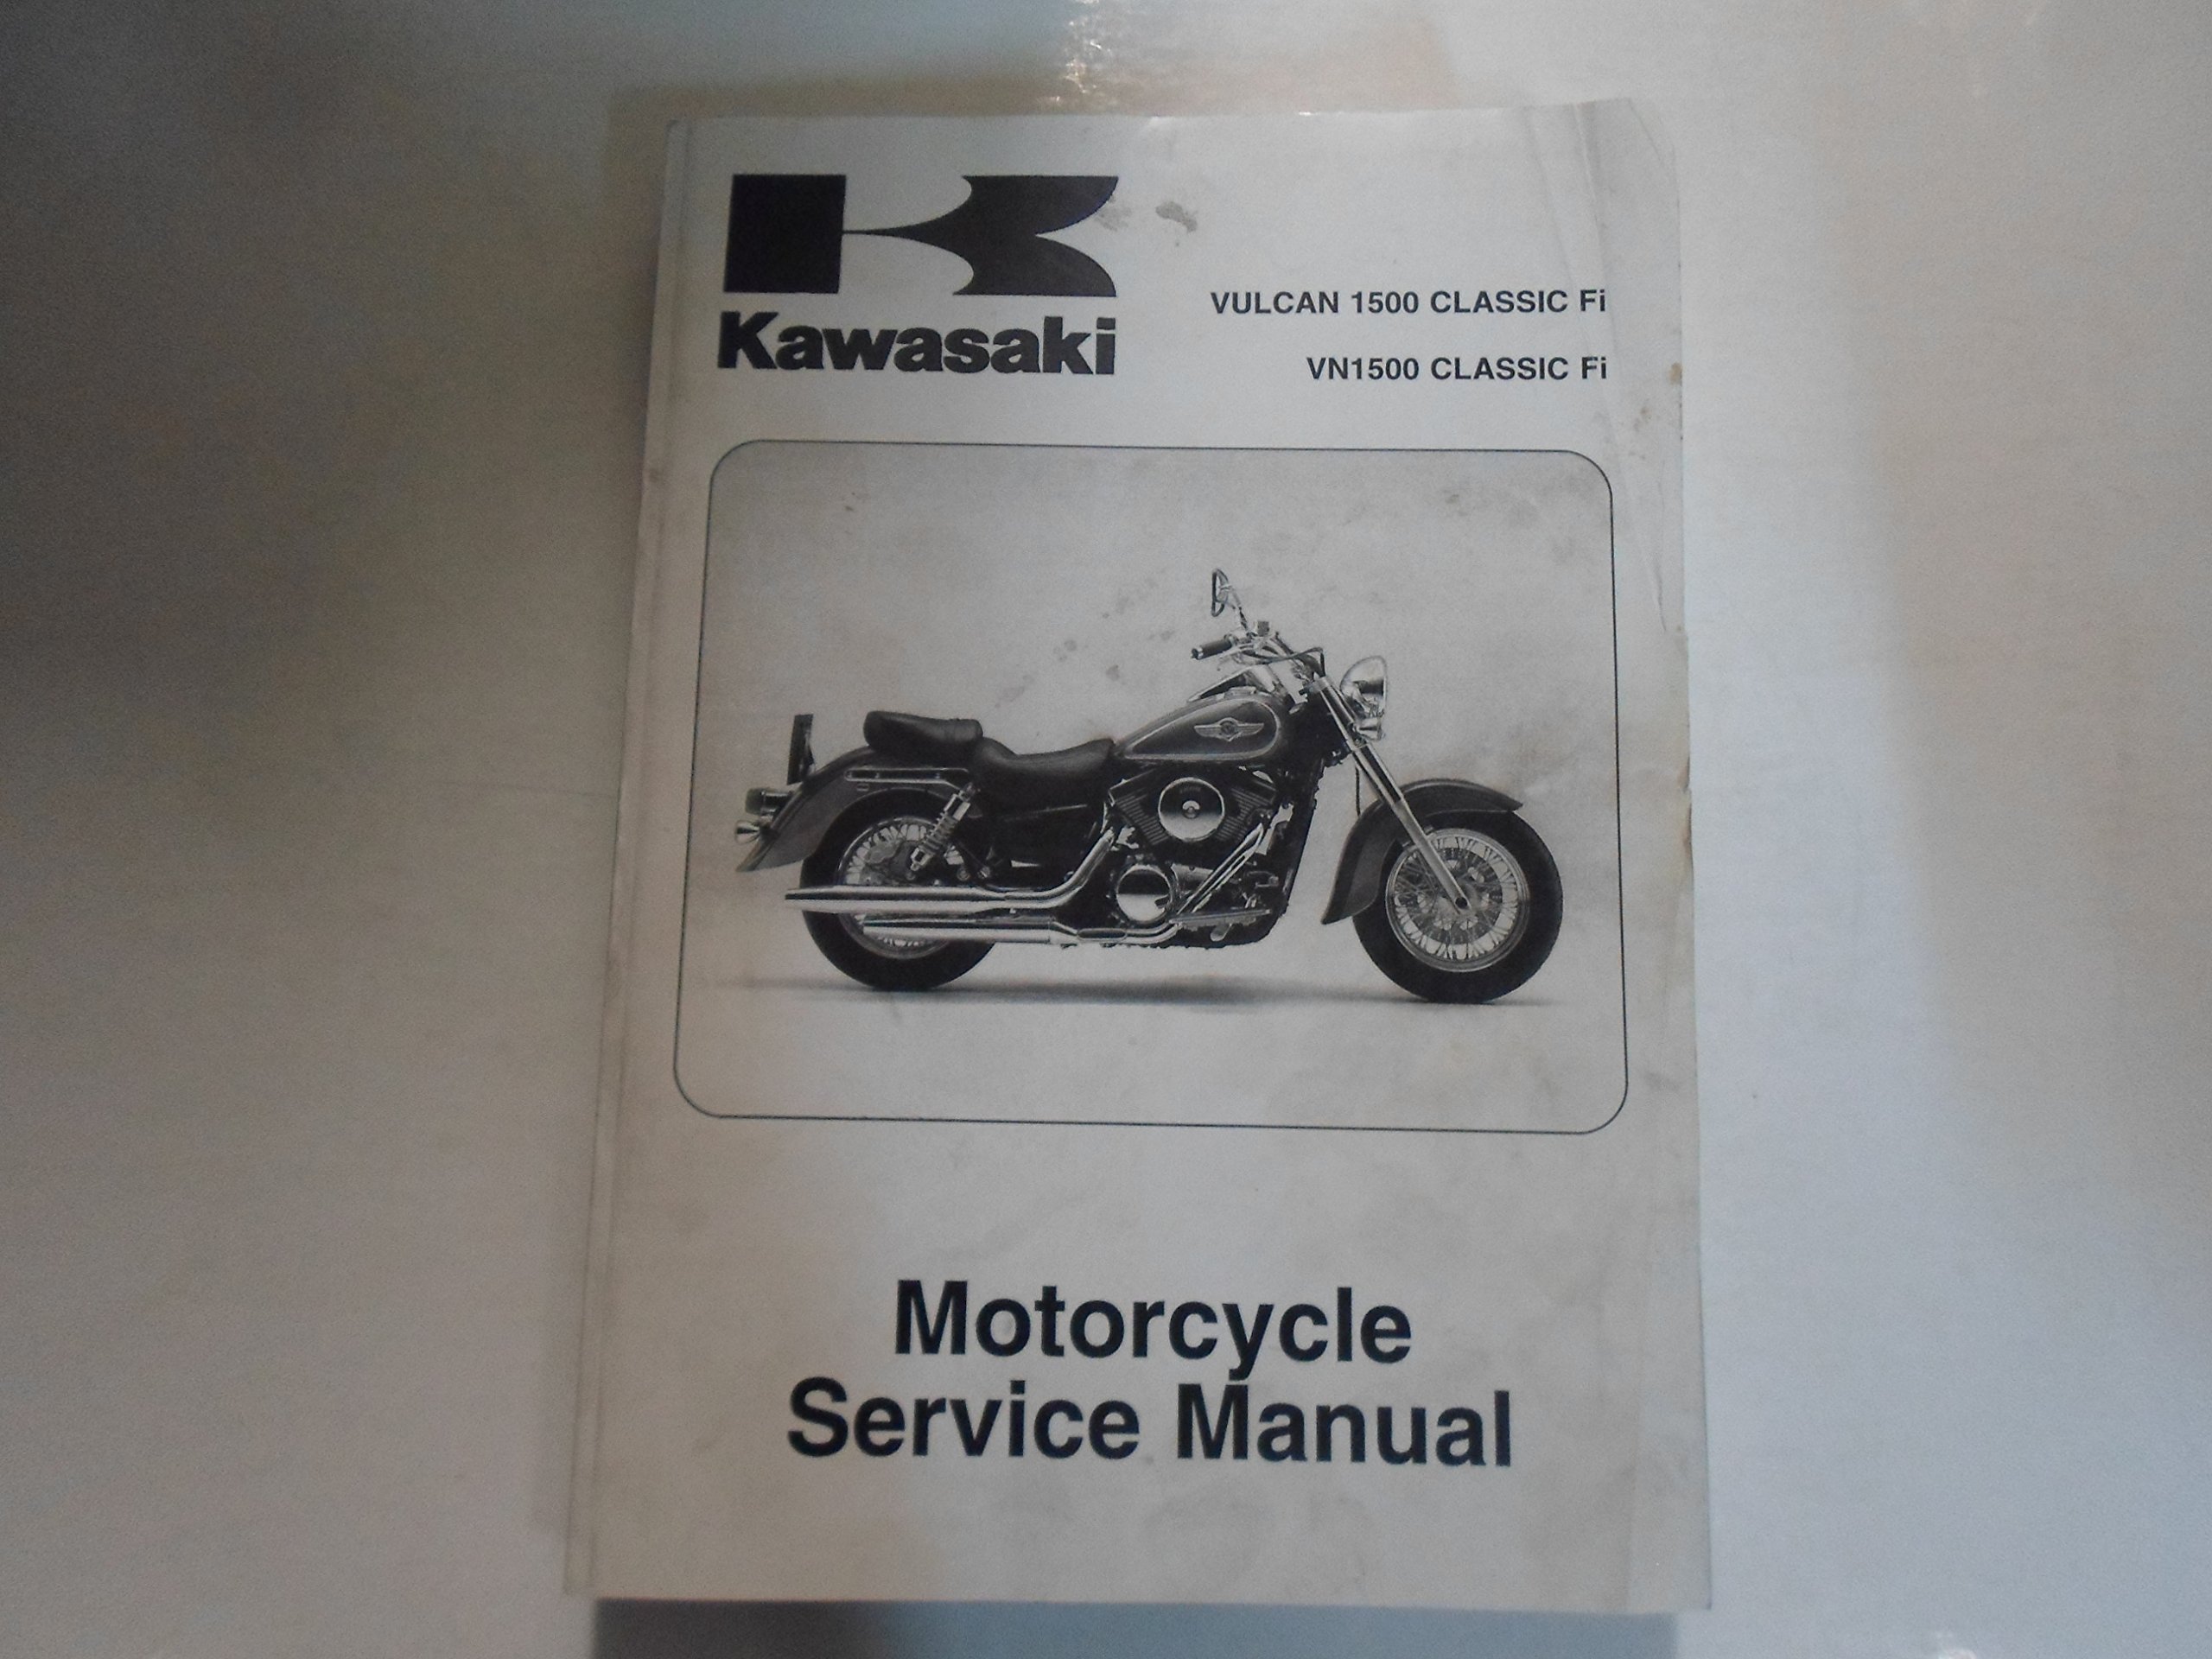 Kawasaki
VULCAN 1500 CLASSIC Fi
VN1500 CLASSIC Fi
Motorcycle
Service Manual